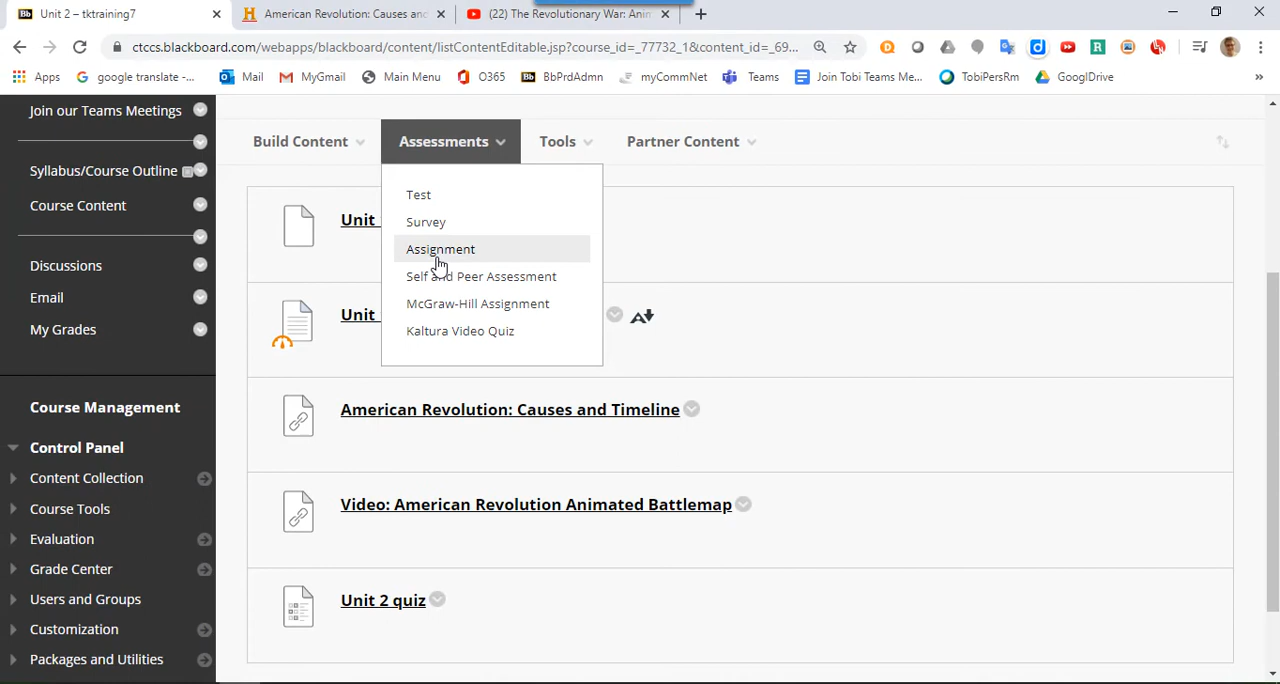 Bb Unit 2 – tktraining7
H American Revolution: Causes and
(22) The Revolutionary War: Anim
ctccs.blackboard.com/webapps/blackboard/content/listContentEditable.jsp?course_id=_77732_1&content_id=_69...
Apps
google translate -...
Mail
MyGmail
Main Menu
O365
Bb BbPrdAdmn
myCommNet
Teams
Join Tobi Teams Me...
TobiPersRm
GooglDrive
»
Join our Teams Meetings
Syllabus/Course Outline
Course Content
Discussions
Email
My Grades
Course Management
Control Panel
Content Collection
Course Tools
Evaluation
Grade Center
Users and Groups
Customization
Packages and Utilities
Build Content
Assessments
Tools
Partner Content
Test
Survey
Assignment
Self and Peer Assessment
McGraw-Hill Assignment
Kaltura Video Quiz
Unit
Unit
American Revolution: Causes and Timeline
Video: American Revolution Animated Battlemap
Unit 2 quiz